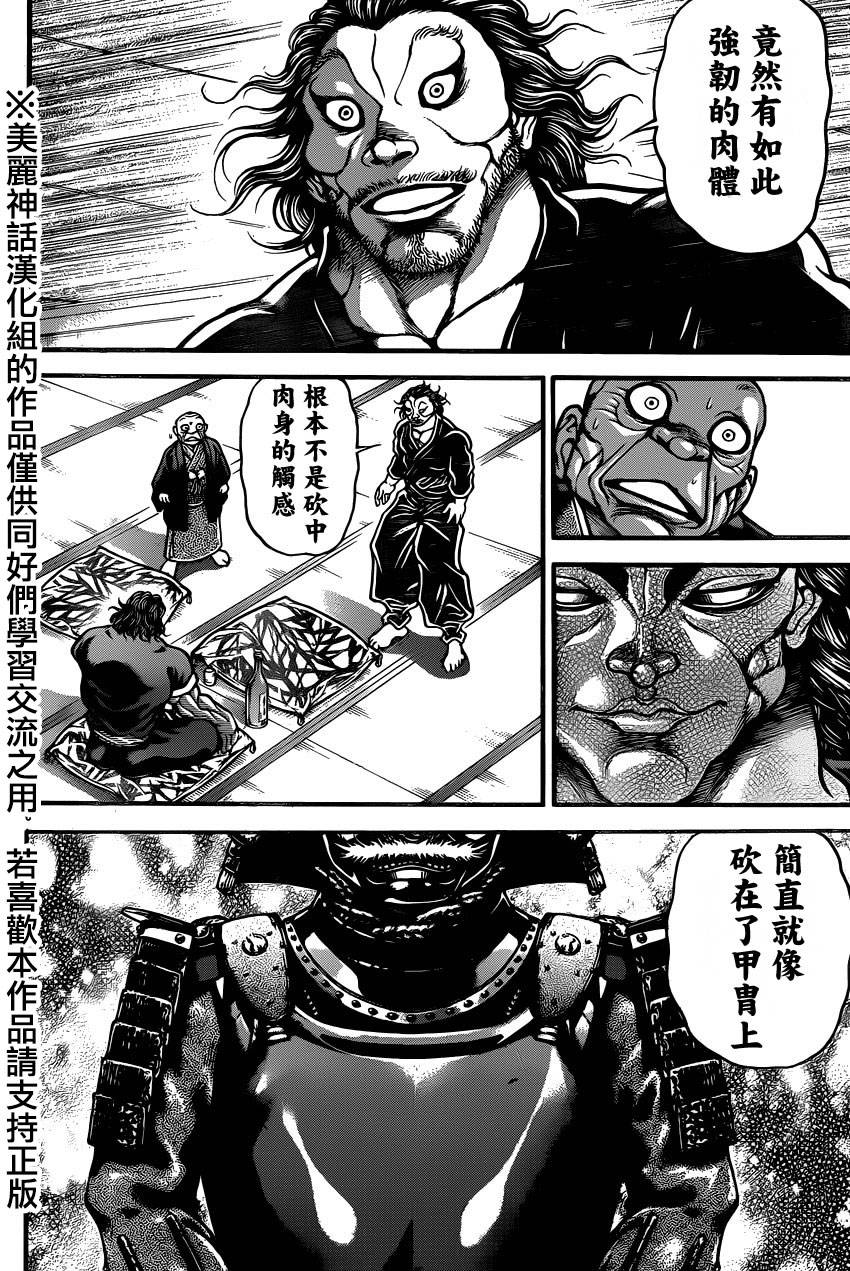 竟然有如此
強韌的肉體
根本不是砍中
肉身的觸感
簡直就像
砍在了甲冑上
※美麗神話漢化組的作品僅供同好們學習交流之用。若喜歡本作品請支持正版